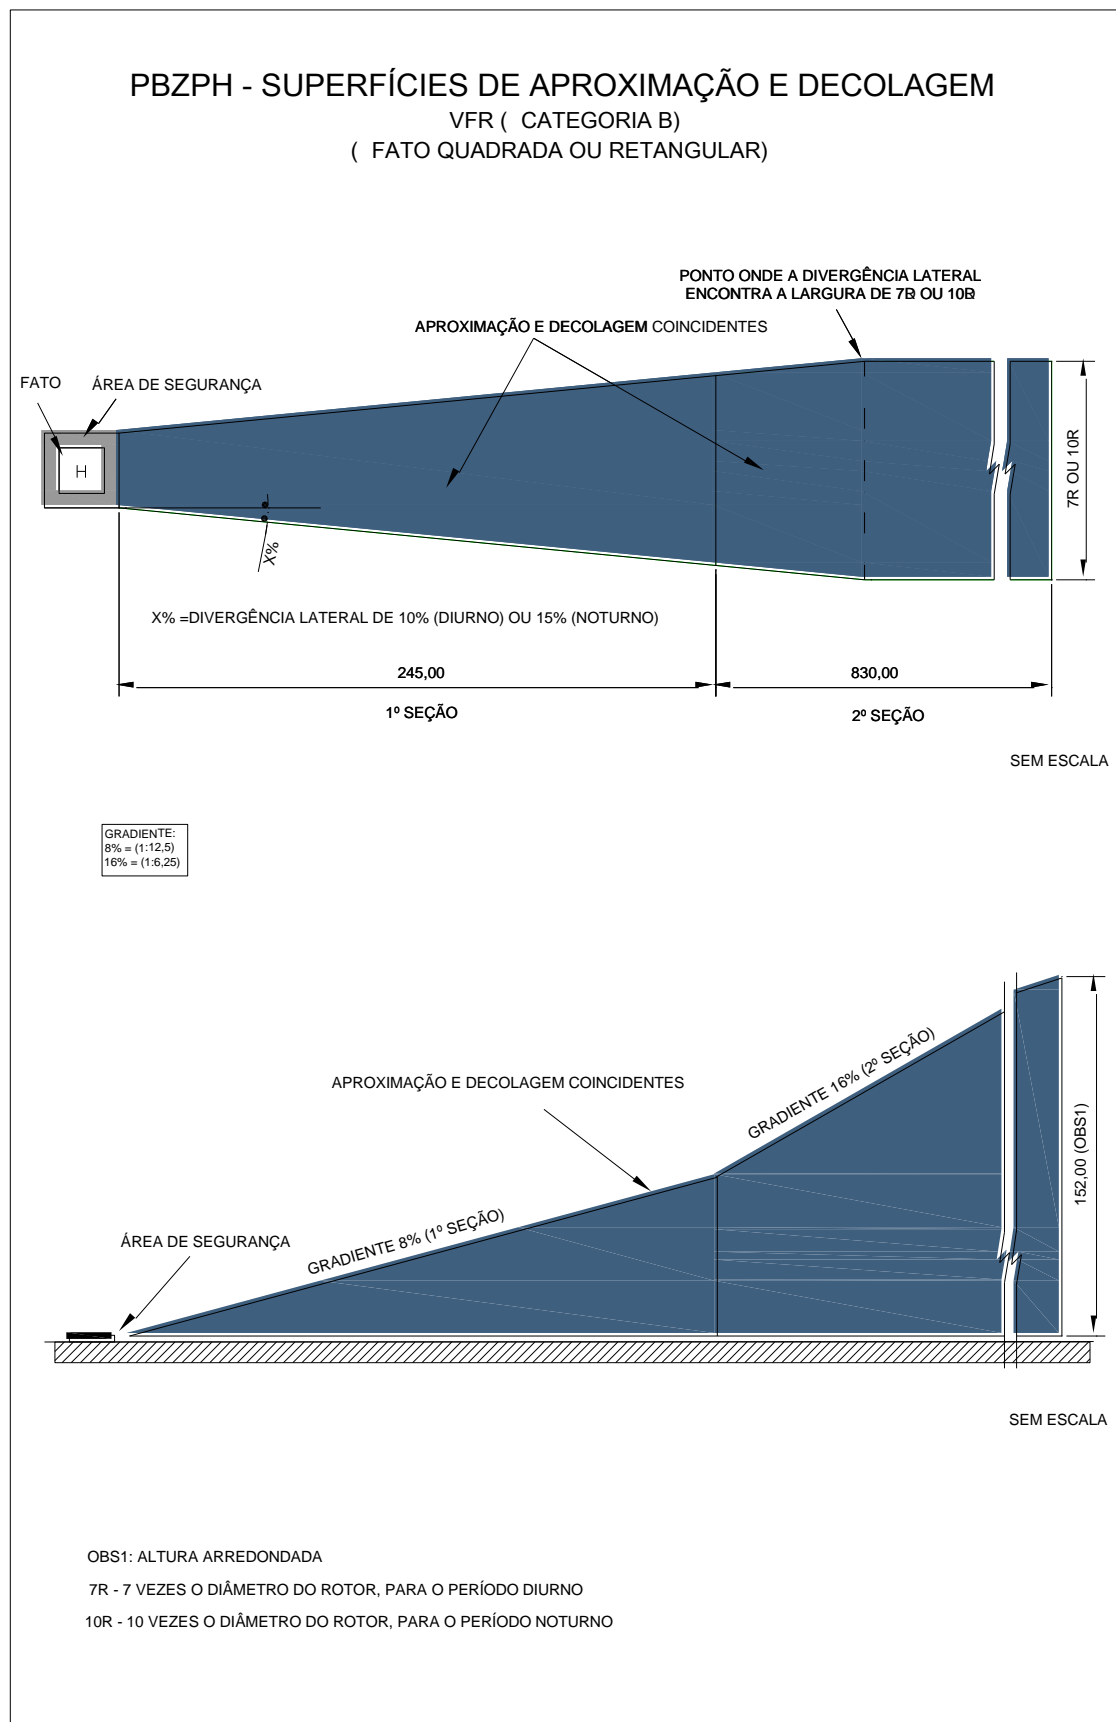 PBZPH - SUPERFÍCIES DE APROXIMAÇÃO E DECOLAGEM
VFR ( CATEGORIA B)
( FATO QUADRADA OU RETANGULAR)
PONTO ONDE A DIVERGÊNCIA LATERAL
ENCONTRA A LARGURA DE 7R OU 10R
APROXIMAÇÃO E DECOLAGEM COINCIDENTES
FATO
ÁREA DE SEGURANÇA
H
7R OU 10R
X%
X% =DIVERGÊNCIA LATERAL DE 10% (DIURNO) OU 15% (NOTURNO)
245,00
830,00
1º SEÇÃO
2º SEÇÃO
SEM ESCALA
GRADIENTE:
8% = (1:12,5)
16% = (1:6,25)
GRADIENTE 16% (2º SEÇÃO)
APROXIMAÇÃO E DECOLAGEM COINCIDENTES
152,00 (OBS1)
GRADIENTE 8% (1º SEÇÃO)
ÁREA DE SEGURANÇA
SEM ESCALA
OBS1: ALTURA ARREDONDADA
7R - 7 VEZES O DIÂMETRO DO ROTOR, PARA O PERÍODO DIURNO
10R - 10 VEZES O DIÂMETRO DO ROTOR, PARA O PERÍODO NOTURNO